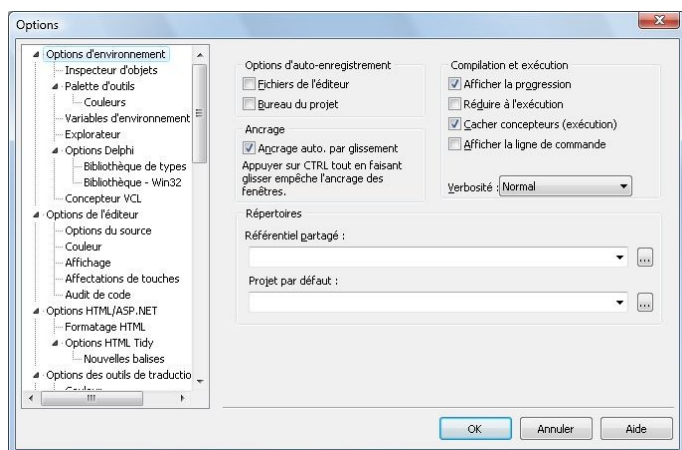 Options
Options d'environnement
Inspecteur d'objets
Palette d'outils
Couleurs
Variables d'environnement
Explorateur
Options Delphi
Bibliothèque de types
Bibliothèque - Win32
Concepteur VCL
Options de l'éditeur
Options du source
Couleur
Affichage
Affectations de touches
Audit de code
Options HTML/ASP.NET
Formatage HTML
Options HTML Tidy
Nouvelles balises
Options des outils de traductio
Couleur
Options d'auto-enregistrement
Fichiers de l'éditeur
Bureau du projet
Ancrage
Ancrage auto. par glissement
Appuyer sur CTRL tout en faisant
glisser empêche l'ancrage des
fenêtres.
Compilation et exécution
Afficher la progression
Réduire à l'exécution
Cacher concepteurs (exécution)
Afficher la ligne de commande
Verbosité : Normal
Répertoires
Référentiel partagé :
...
Projet par défaut :
...
OK
Annuler
Aide